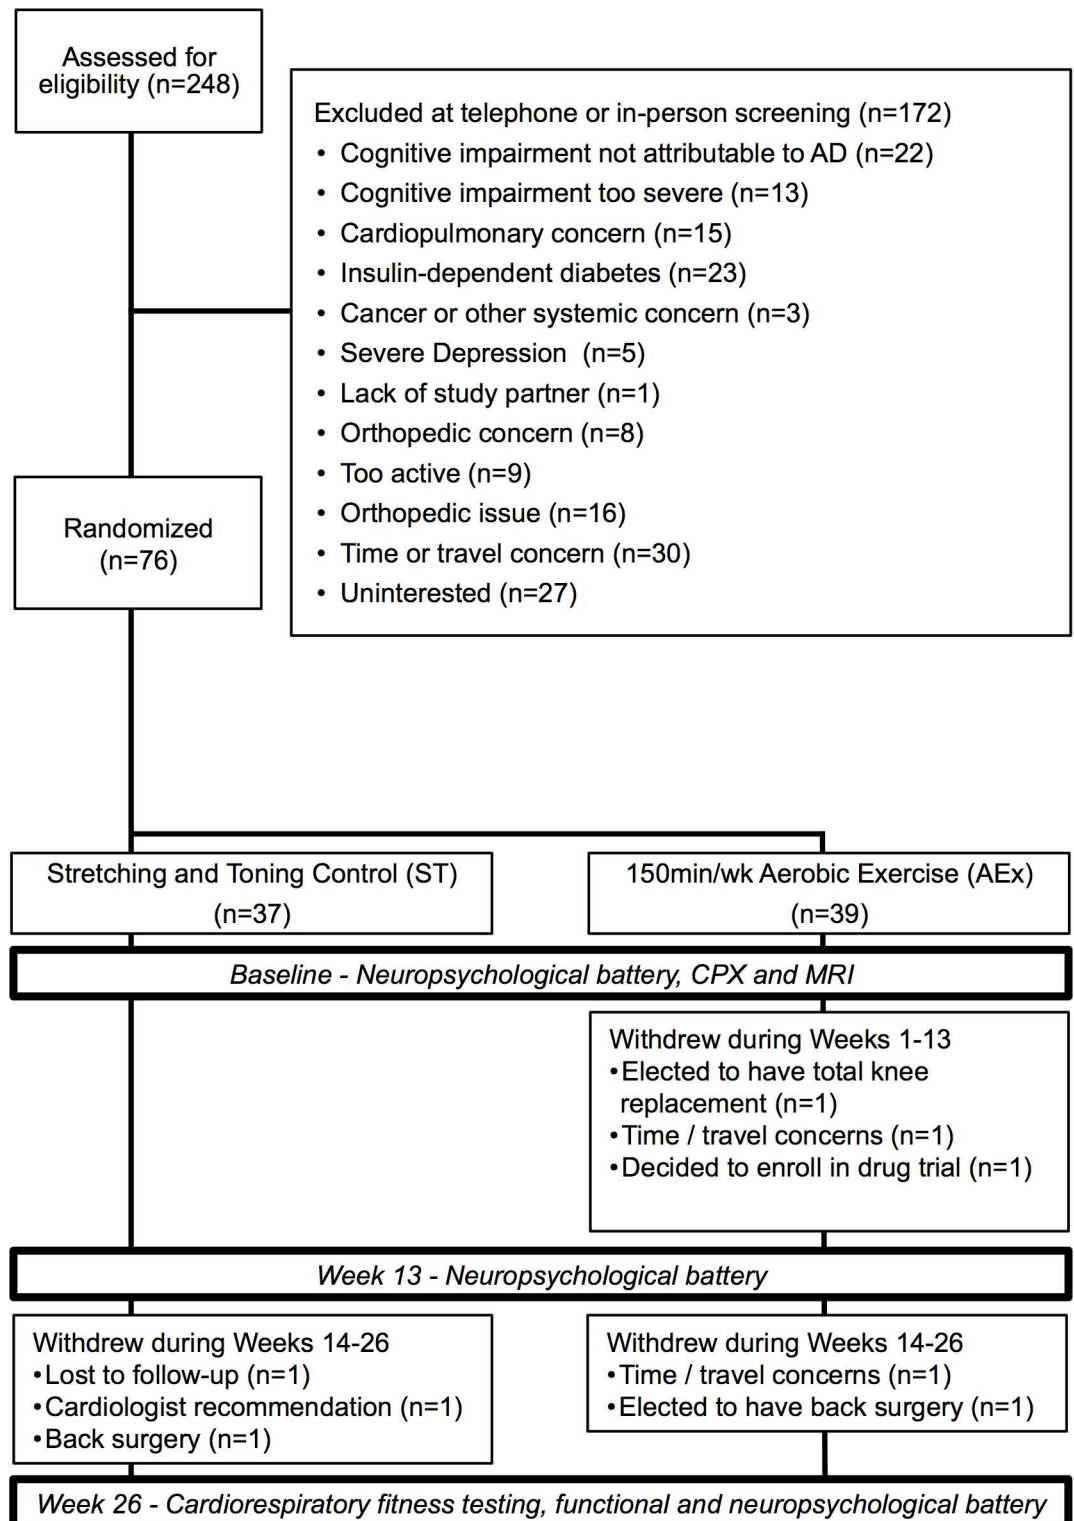 Assessed for
eligibility (n=248)
Excluded at telephone or in-person screening (n=172)
• Cognitive impairment not attributable to AD (n=22)
• Cognitive impairment too severe (n=13)
• Cardiopulmonary concern (n=15)
• Insulin-dependent diabetes (n=23)
• Cancer or other systemic concern (n=3)
• Severe Depression  (n=5)
• Lack of study partner (n=1)
• Orthopedic concern (n=8)
• Too active (n=9)
• Orthopedic issue (n=16)
• Time or travel concern (n=30)
• Uninterested (n=27)
Randomized
(n=76)
Stretching and Toning Control (ST)
(n=37)
150min/wk Aerobic Exercise (AEx)
(n=39)
Baseline - Neuropsychological battery, CPX and MRI
Withdrew during Weeks 1-13
•Elected to have total knee
replacement (n=1)
•Time / travel concerns (n=1)
•Decided to enroll in drug trial (n=1)
Week 13 - Neuropsychological battery
Withdrew during Weeks 14-26
•Lost to follow-up (n=1)
•Cardiologist recommendation (n=1)
•Back surgery (n=1)
Withdrew during Weeks 14-26
•Time / travel concerns (n=1)
•Elected to have back surgery (n=1)
Week 26 - Cardiorespiratory fitness testing, functional and neuropsychological battery